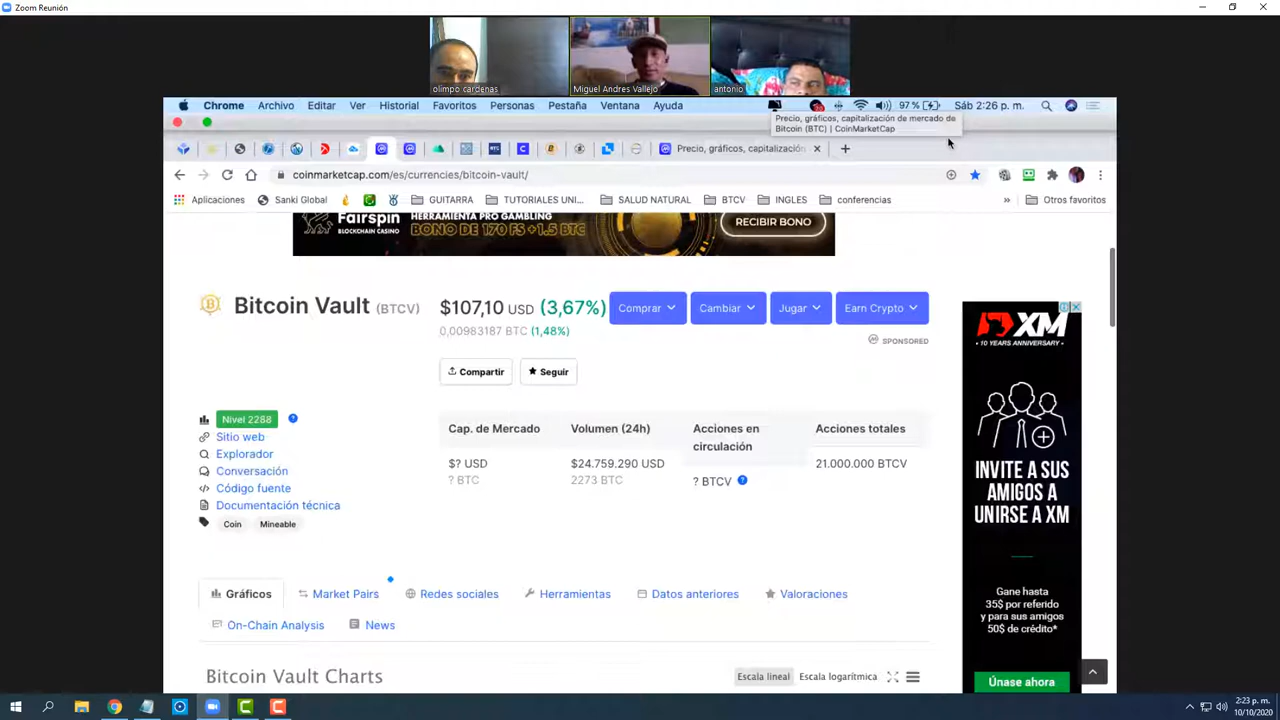 Zoom Reunión
olimpo cardenas
Miguel Andres Vallejo
antonio
Chrome Archivo Editar Ver Historial Favoritos Personas Pestaña Ventana Ayuda 97 % Sáb 2:26 p. m.
Precio, gráficos, capitalización de mercado de
Bitcoin (BTC) | CoinMarketCap
Precio, gráficos, capitalización
coinmarketcap.com/es/currencies/bitcoin-vault/
Aplicaciones Sanki Global GUITARRA TUTORIALES UNI... SALUD NATURAL BTCV INGLES conferencias » Otros favoritos
Fairspin
BLOCKCHAIN CASINO
HERRAMIENTA PRO GAMBLING
BONO DE 170 FS +1.5 BTC
RECIBIR BONO
Bitcoin Vault (BTCV) $107,10 USD (3,67%) Comprar Cambiar Jugar Earn Crypto
0,00983187 BTC (1,48%)
SPONSORED
Compartir Seguir
Nivel 2288
Sitio web
Explorador
Conversación
Código fuente
Documentación técnica
Coin Mineable
Cap. de Mercado Volumen (24h) Acciones en circulación Acciones totales
$? USD $24.759.290 USD 21.000.000 BTCV
? BTC 2273 BTC ? BTCV
XM
10 YEARS ANNIVERSARY
INVITE A SUS
AMIGOS A
UNIRSE A XM
Gane hasta
35$ por referido
y para sus amigos
50$ de crédito*
Únase ahora
Gráficos Market Pairs Redes sociales Herramientas Datos anteriores Valoraciones
On-Chain Analysis News
Bitcoin Vault Charts Escala lineal Escala logarítmica
2:23 p. m.
10/10/2020